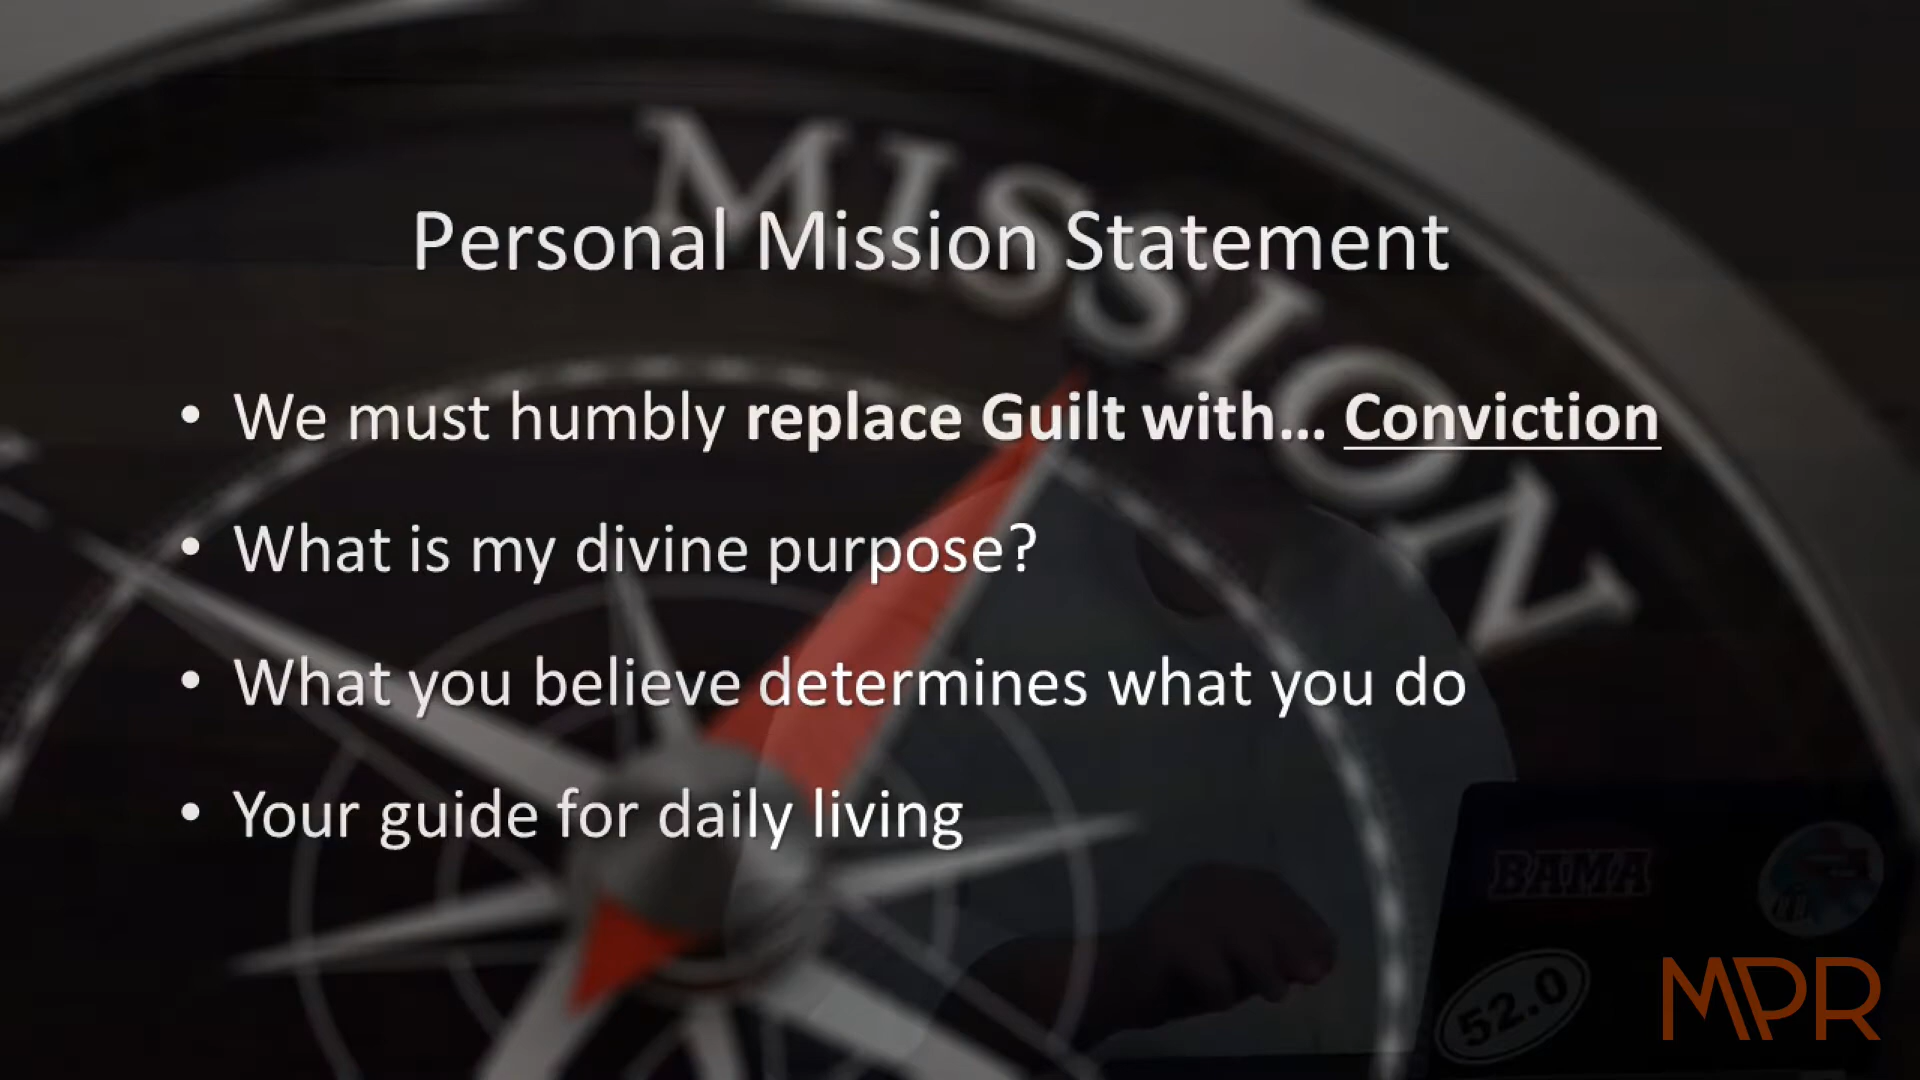 MISSION
Personal Mission Statement
• We must humbly replace Guilt with... Conviction
• What is my divine purpose?
• What you believe determines what you do
• Your guide for daily living
BAMA
52.0
MPR